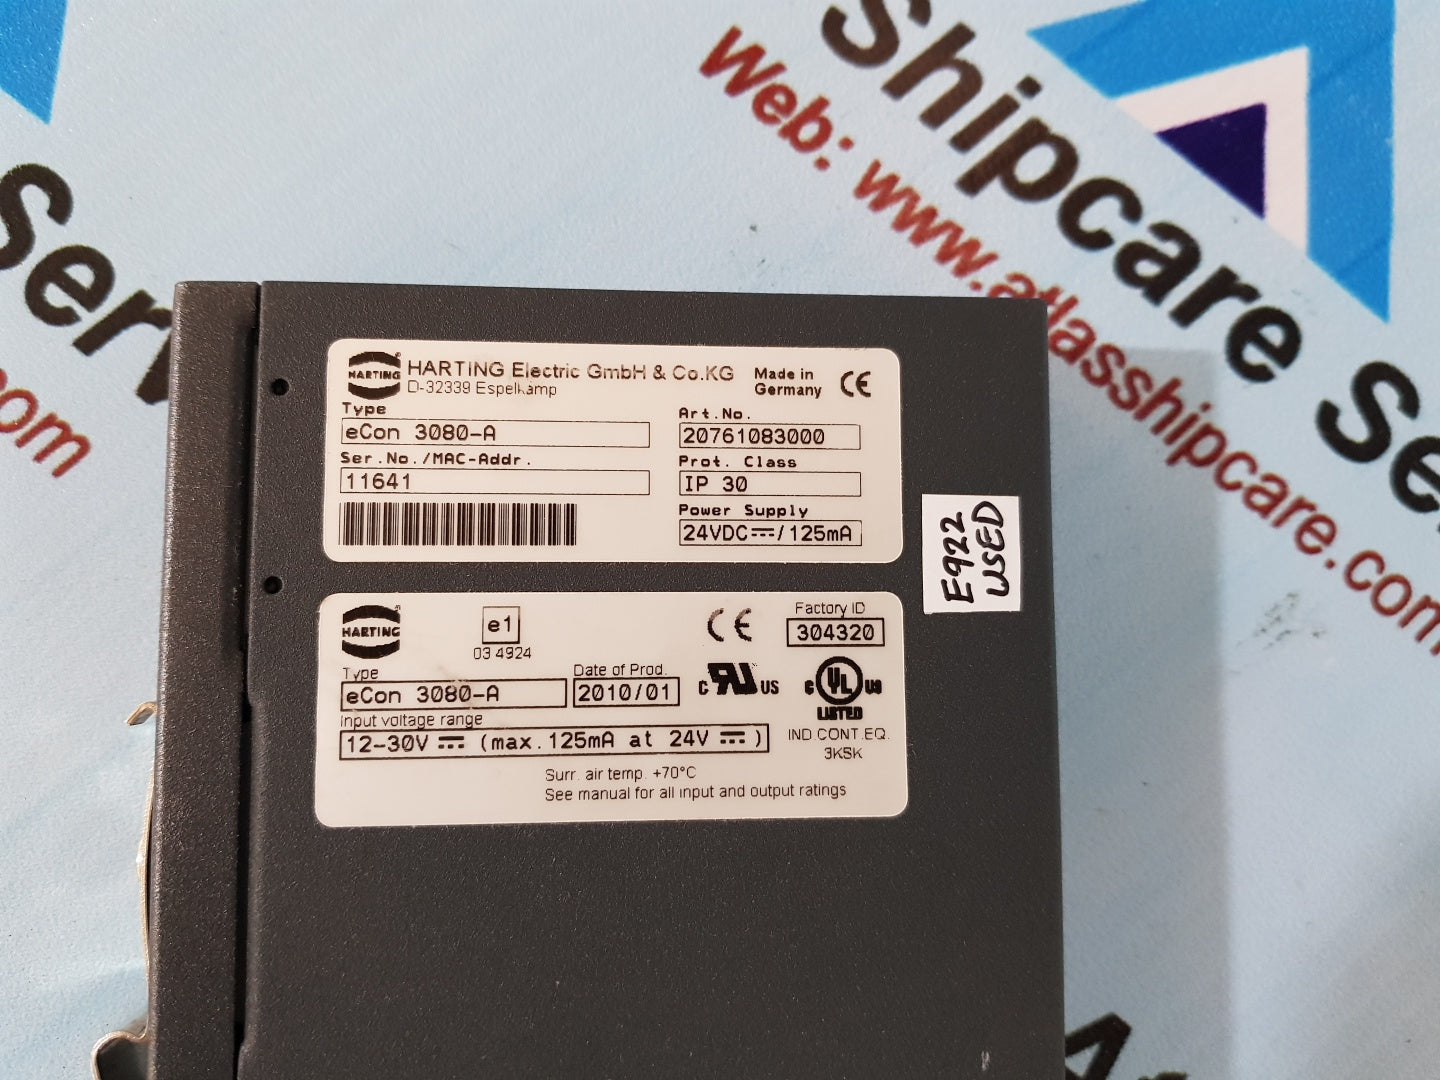 Shipcare Se
Web: www.atlasshipcare.com
Serv
com
HARTING
HARTING Electric GmbH & Co.KG
D-32339 Espelkamp
Made in
Germany
CE
Type
eCon 3080-A
Art.No.
20761083000
Ser.No./MAC-Addr.
11641
Prot. Class
IP 30
Power Supply
24VDC⎓/125mA
E922
USED
HARTING
e1
03 4924
CE
Factory ID
304320
Type
eCon 3080-A
Date of Prod.
2010/01
c RU US
c UL us
LISTED
IND.CONT.EQ.
3KSK
Input voltage range
12-30V ⎓ (max.125mA at 24V ⎓ )
Surr. air temp. +70°C
See manual for all input and output ratings